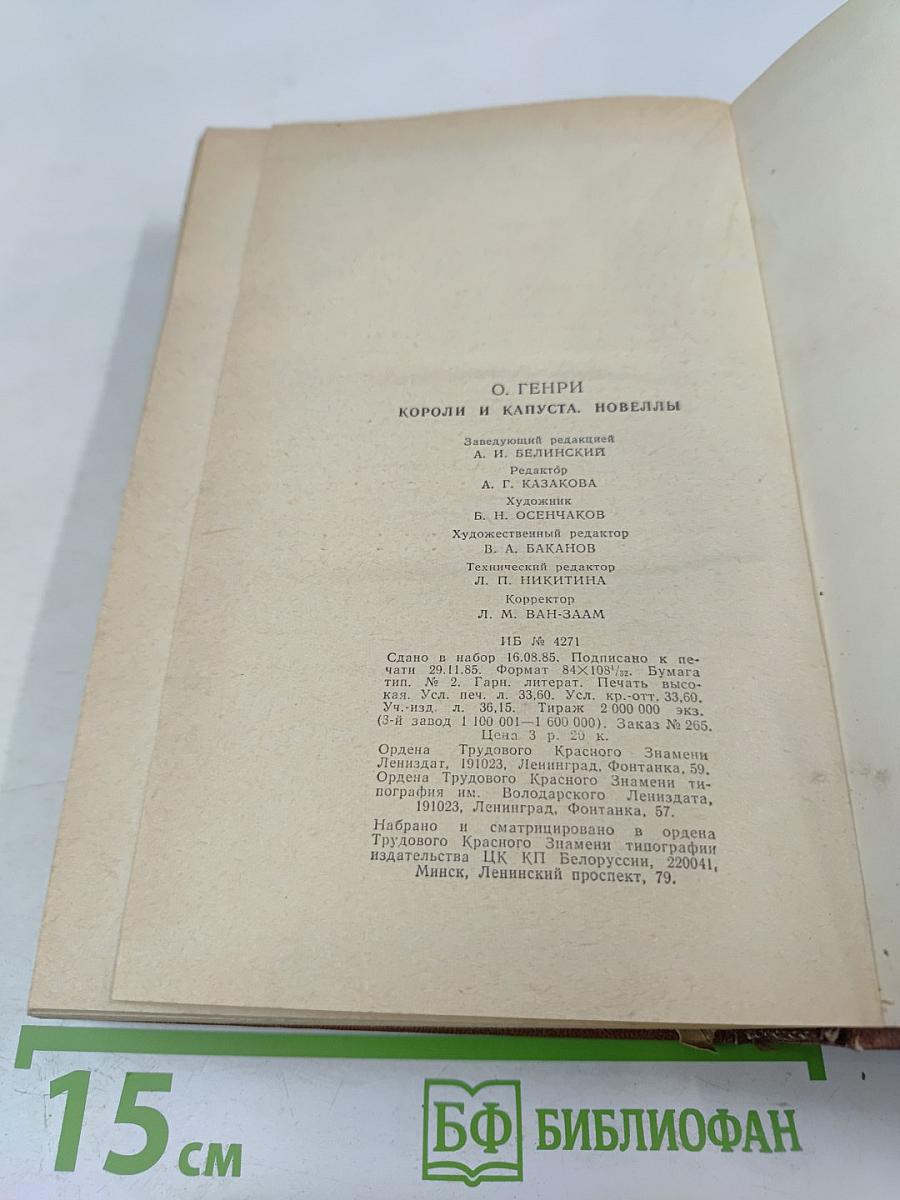 О. ГЕНРИ
КОРОЛИ И КАПУСТА. НОВЕЛЛЫ
Заведующий редакцией
А. И. БЕЛИНСКИЙ
Редактор
А. Г. КАЗАКОВА
Художник
Б. Н. ОСЕНЧАКОВ
Художественный редактор
В. А. БАКАНОВ
Технический редактор
Л. П. НИКИТИНА
Корректор
Л. М. ВАН-ЗААМ
ИБ № 4271
Сдано в набор 16.08.85. Подписано к пе-
чати 29.11.85. Формат 84×108¹/₃₂. Бумага
тип. № 2. Гарн. литерат. Печать высо-
кая. Усл. печ. л. 33,60. Усл. кр.-отт. 33,60.
Уч.-изд. л. 36,15. Тираж 2 000 000 экз.
(3-й завод 1 100 001—1 600 000). Заказ № 265.
Цена 3 р. 20 к.
Ордена Трудового Красного Знамени
Лениздат, 191023, Ленинград, Фонтанка, 59.
Ордена Трудового Красного Знамени ти-
пография им. Володарского Лениздата,
191023, Ленинград, Фонтанка, 57.
Набрано и сматрицировано в ордена
Трудового Красного Знамени типографии
издательства ЦК КП Белоруссии, 220041,
Минск, Ленинский проспект, 79.
15 см
БФ БИБЛИОФАН